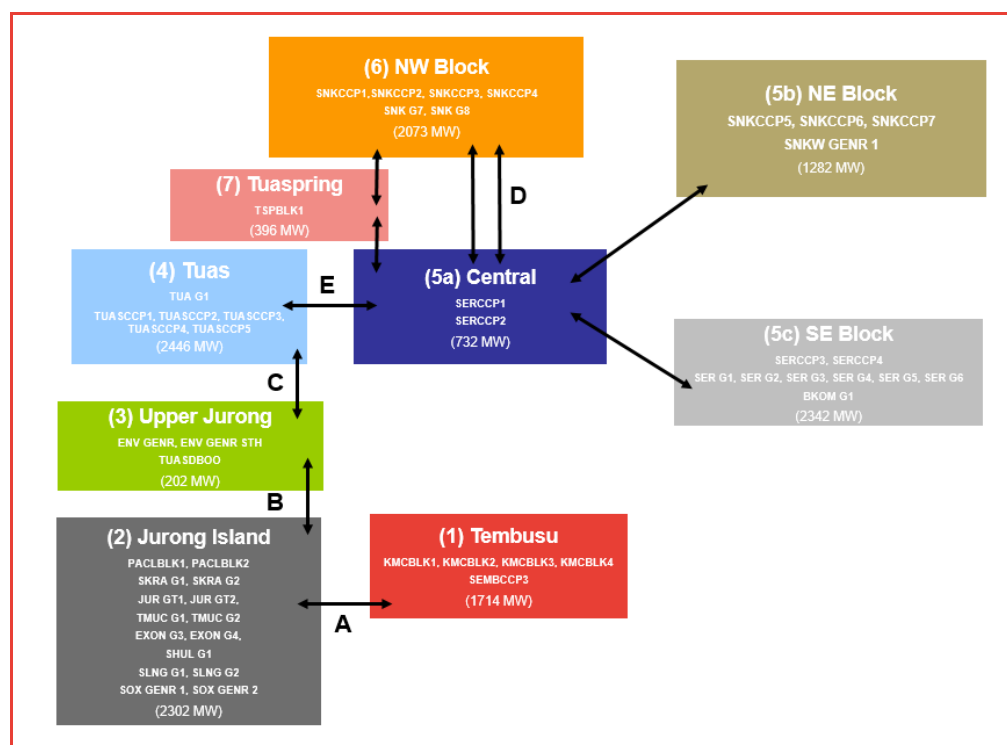 (6) NW Block
SNKCCP1,SNKCCP2, SNKCCP3, SNKCCP4
SNK G7, SNK G8
(2073 MW)
(5b) NE Block
SNKCCP5, SNKCCP6, SNKCCP7
SNKW GENR 1
(1282 MW)
(7) Tuaspring
TSPBLK1
(396 MW)
D
(4) Tuas
TUA G1
TUASCCP1, TUASCCP2, TUASCCP3,
TUASCCP4, TUASCCP5
(2446 MW)
E
(5a) Central
SERCCP1
SERCCP2
(732 MW)
(5c) SE Block
SERCCP3, SERCCP4
SER G1, SER G2, SER G3, SER G4, SER G5, SER G6
BKOM G1
(2342 MW)
C
(3) Upper Jurong
ENV GENR, ENV GENR STH
TUASDBOO
(202 MW)
B
(2) Jurong Island
PACLBLK1, PACLBLK2
SKRA G1, SKRA G2
JUR GT1, JUR GT2,
TMUC G1, TMUC G2
EXON G3, EXON G4,
SHUL G1
SLNG G1, SLNG G2
SOX GENR 1, SOX GENR 2
(2302 MW)
A
(1) Tembusu
KMCBLK1, KMCBLK2, KMCBLK3, KMCBLK4
SEMBCCP3
(1714 MW)